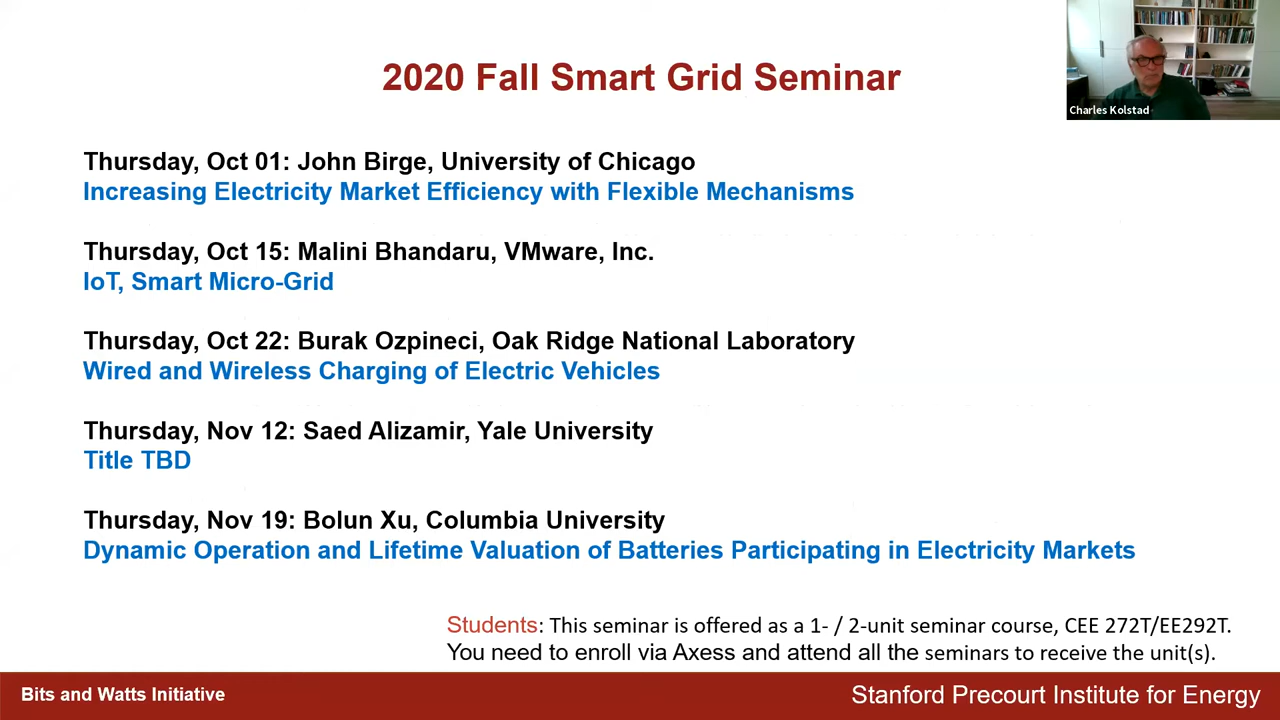 2020 Fall Smart Grid Seminar
Charles Kolstad
Thursday, Oct 01: John Birge, University of Chicago
Increasing Electricity Market Efficiency with Flexible Mechanisms
Thursday, Oct 15: Malini Bhandaru, VMware, Inc.
IoT, Smart Micro-Grid
Thursday, Oct 22: Burak Ozpineci, Oak Ridge National Laboratory
Wired and Wireless Charging of Electric Vehicles
Thursday, Nov 12: Saed Alizamir, Yale University
Title TBD
Thursday, Nov 19: Bolun Xu, Columbia University
Dynamic Operation and Lifetime Valuation of Batteries Participating in Electricity Markets
Students: This seminar is offered as a 1- / 2-unit seminar course, CEE 272T/EE292T.
You need to enroll via Axess and attend all the seminars to receive the unit(s).
Bits and Watts Initiative
Stanford Precourt Institute for Energy